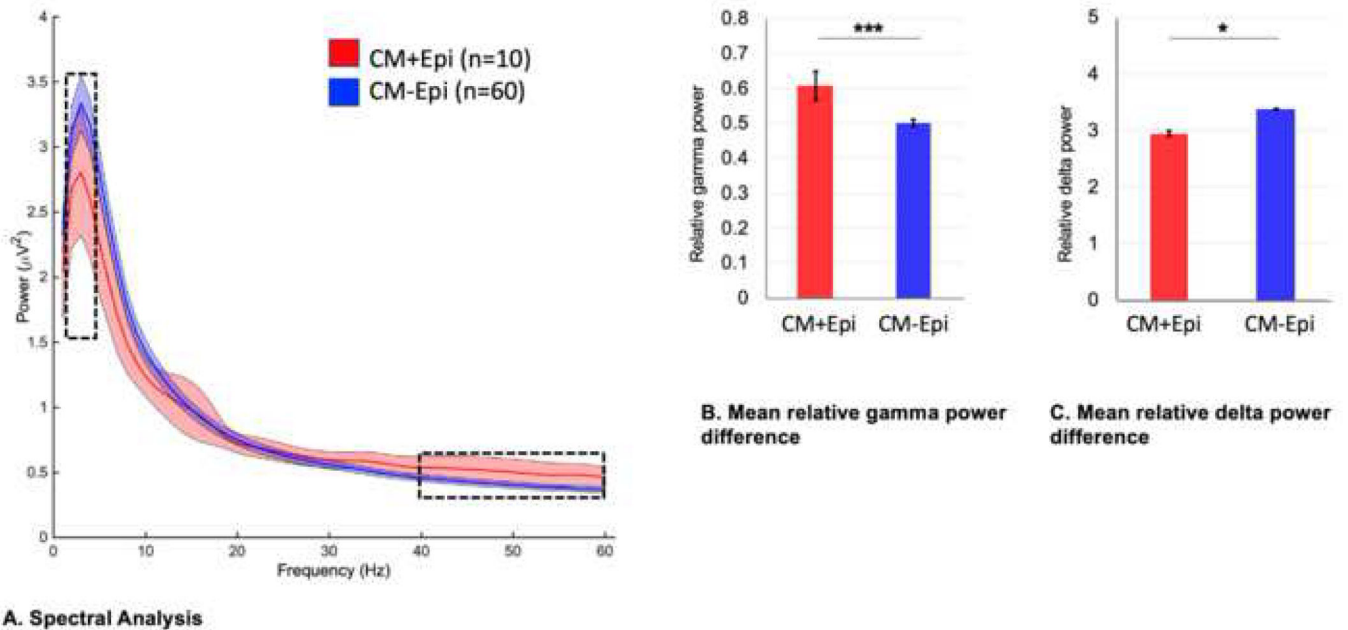 4
3.5
3
2.5
2
1.5
1
0.5
0
Power (μV²)
0 10 20 30 40 50 60
Frequency (Hz)
CM+Epi (n=10)
CM-Epi (n=60)
A. Spectral Analysis
0.8
0.7
0.6
0.5
0.4
0.3
0.2
0.1
0
Relative gamma power
***
CM+Epi CM-Epi
B. Mean relative gamma power
difference
5
4
3
2
1
0
Relative delta power
*
CM+Epi CM-Epi
C. Mean relative delta power
difference